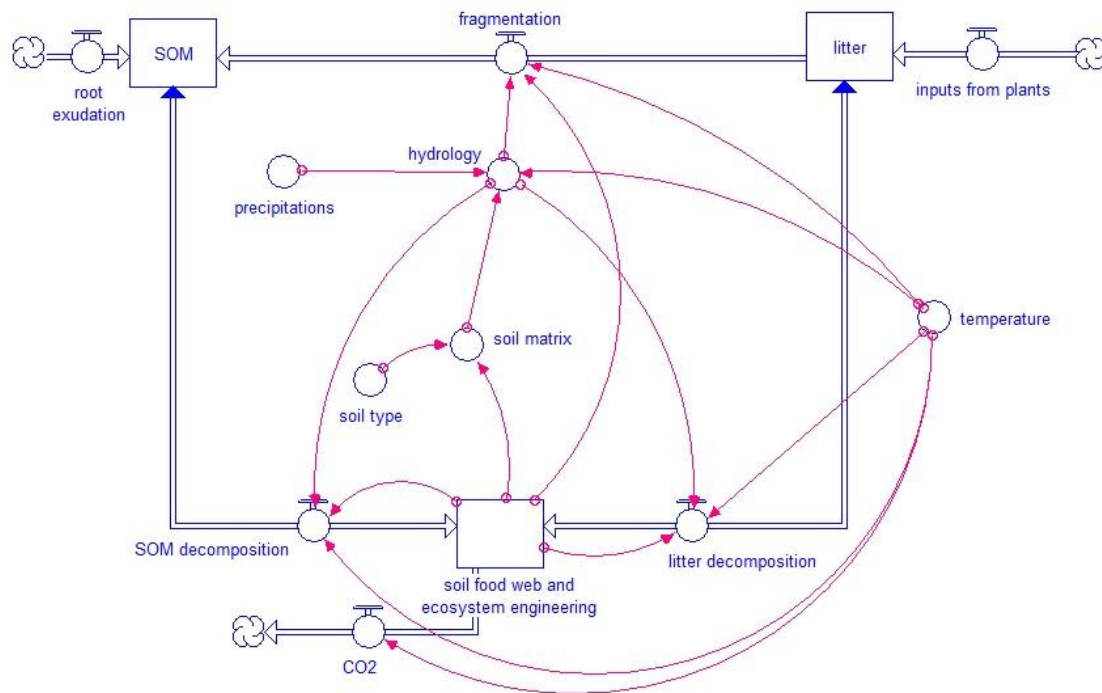 fragmentation
SOM
litter
root
exudation
inputs from plants
hydrology
precipitations
temperature
soil matrix
soil type
SOM decomposition
litter decomposition
soil food web and
ecosystem engineering
CO2